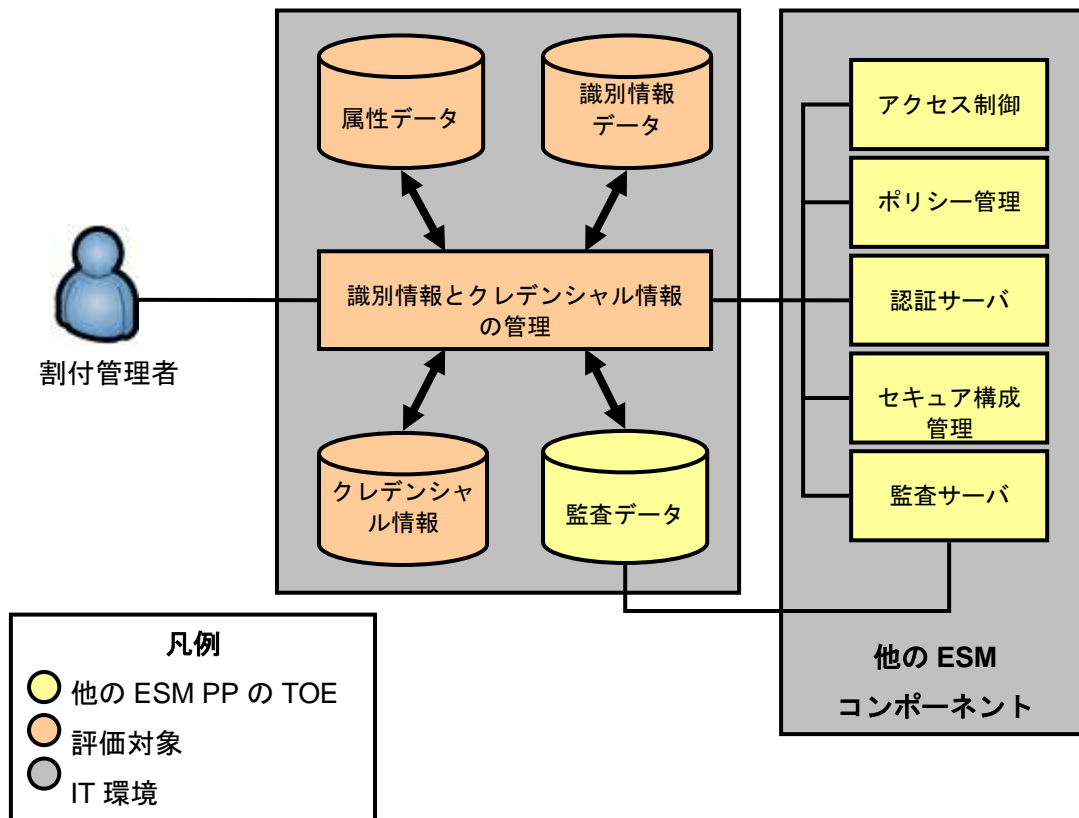 属性データ
識別情報
データ
識別情報とクレデンシャル情報
の管理
クレデンシャ
ル情報
監査データ
割付管理者
アクセス制御
ポリシー管理
認証サーバ
セキュア構成
管理
監査サーバ
他の ESM
コンポーネント
凡例
他の ESM PP の TOE
評価対象
IT 環境